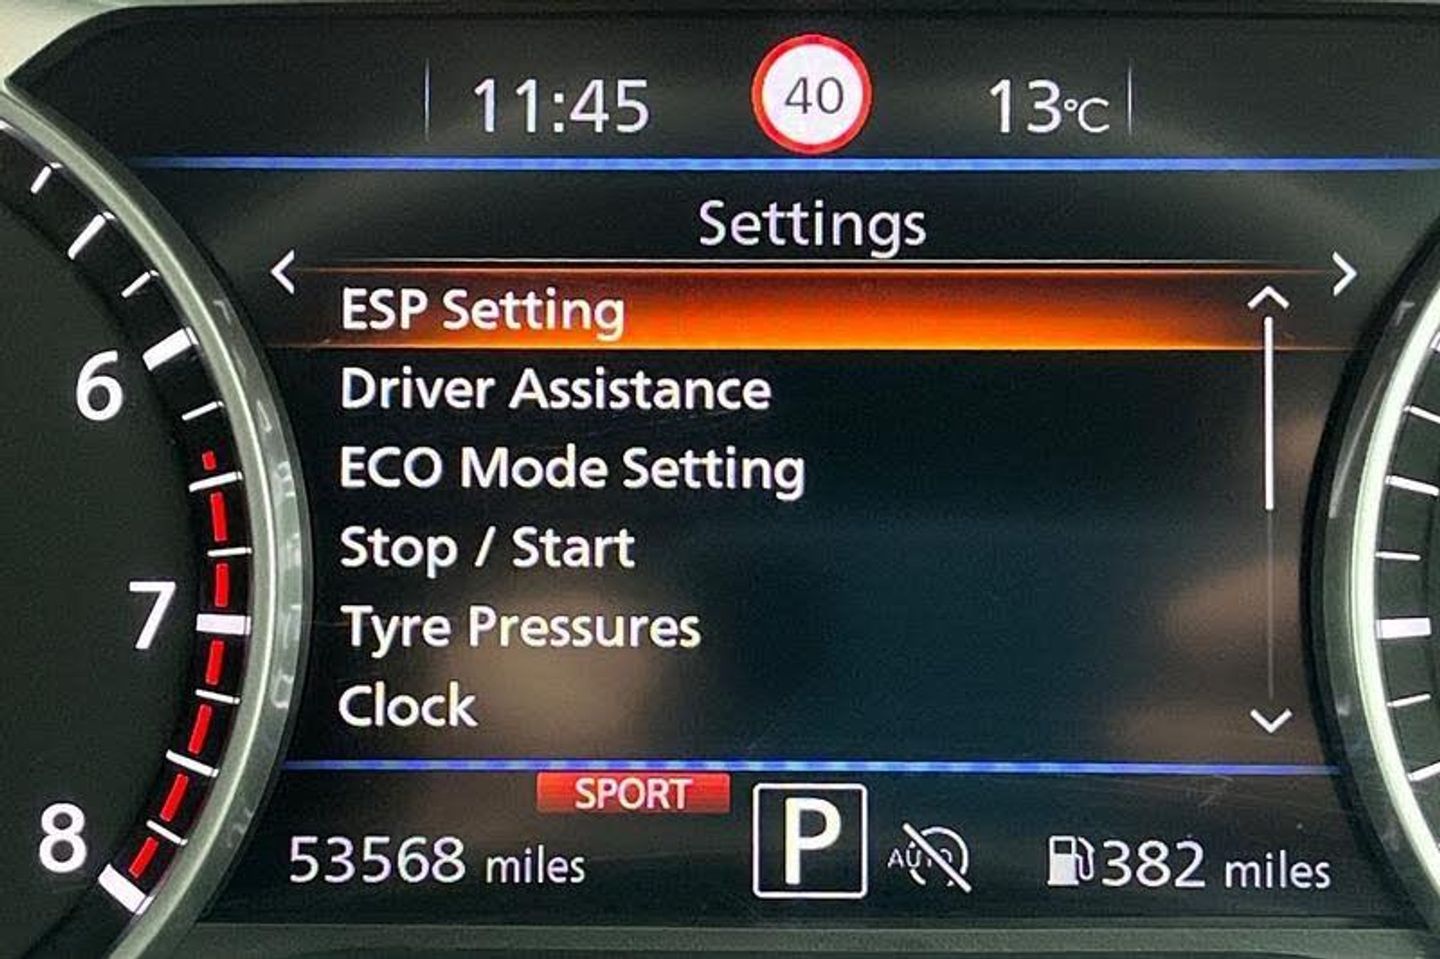 11:45 40 13°C
Settings
ESP Setting
Driver Assistance
ECO Mode Setting
Stop / Start
Tyre Pressures
Clock
6
7
8
SPORT
53568 miles P AUTO 382 miles